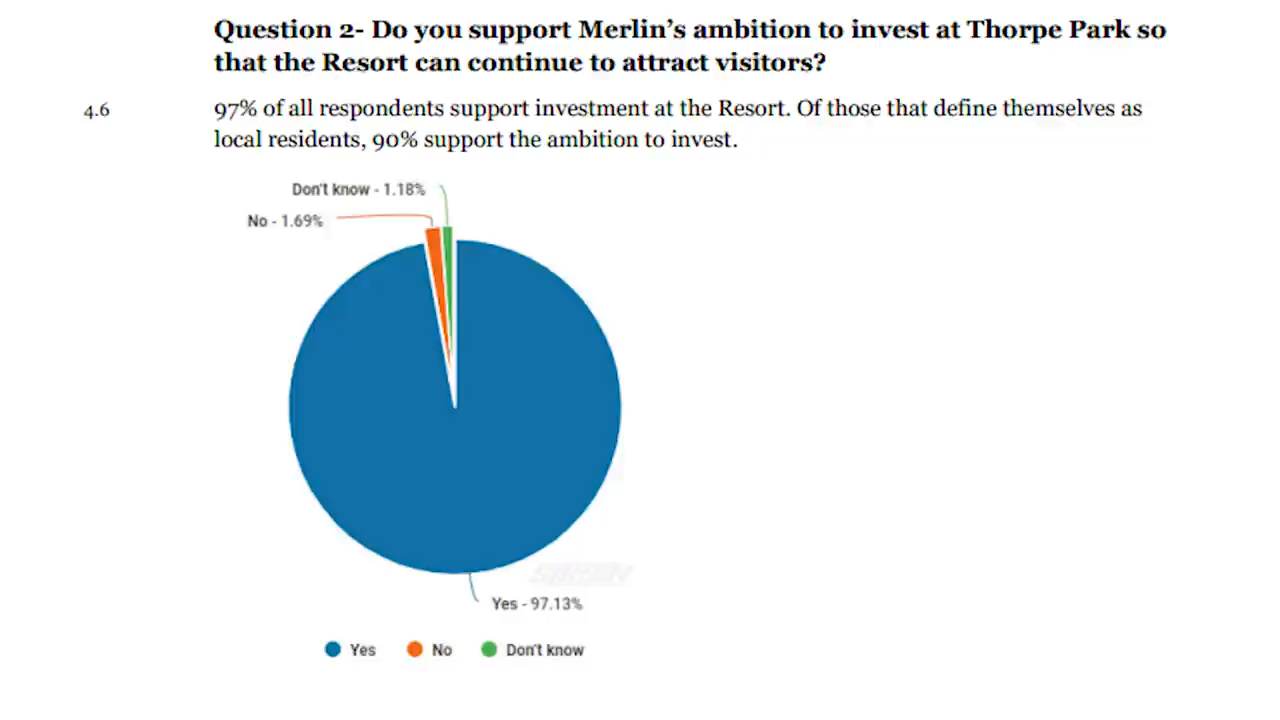 Question 2- Do you support Merlin’s ambition to invest at Thorpe Park so
that the Resort can continue to attract visitors?
4.6 97% of all respondents support investment at the Resort. Of those that define themselves as
local residents, 90% support the ambition to invest.
Don't know - 1.18%
No - 1.69%
Yes - 97.13%
Yes No Don't know